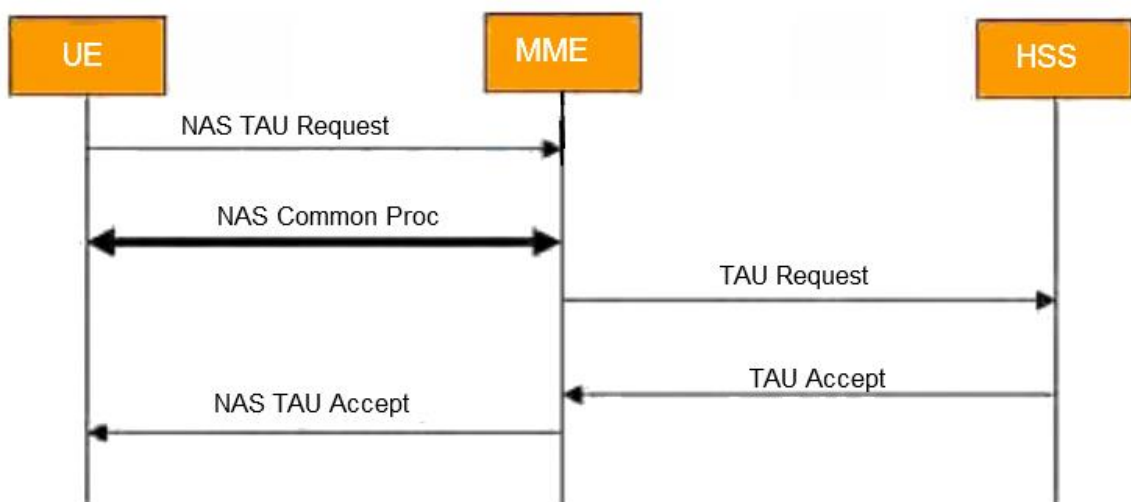 UE
MME
HSS
NAS TAU Request
NAS Common Proc
TAU Request
TAU Accept
NAS TAU Accept